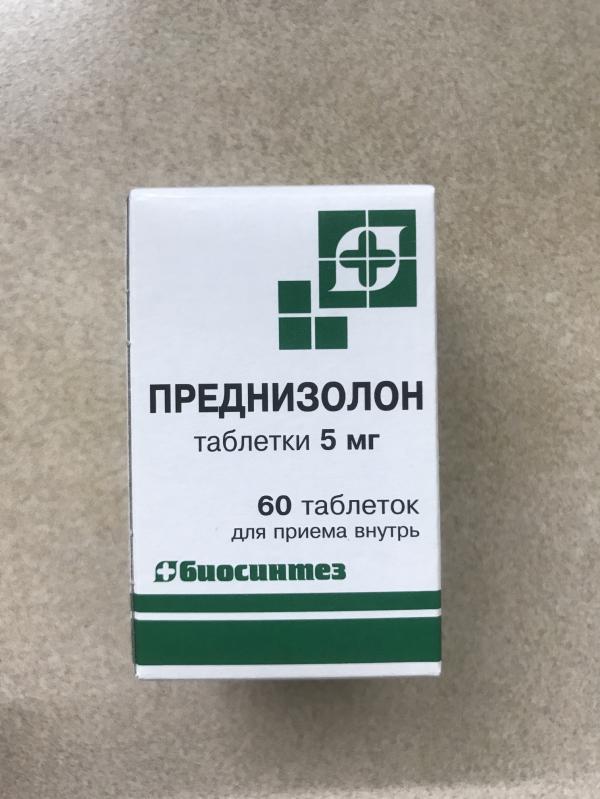 ПРЕДНИЗОЛОН
таблетки 5 мг
60 таблеток
для приема внутрь
биосинтез